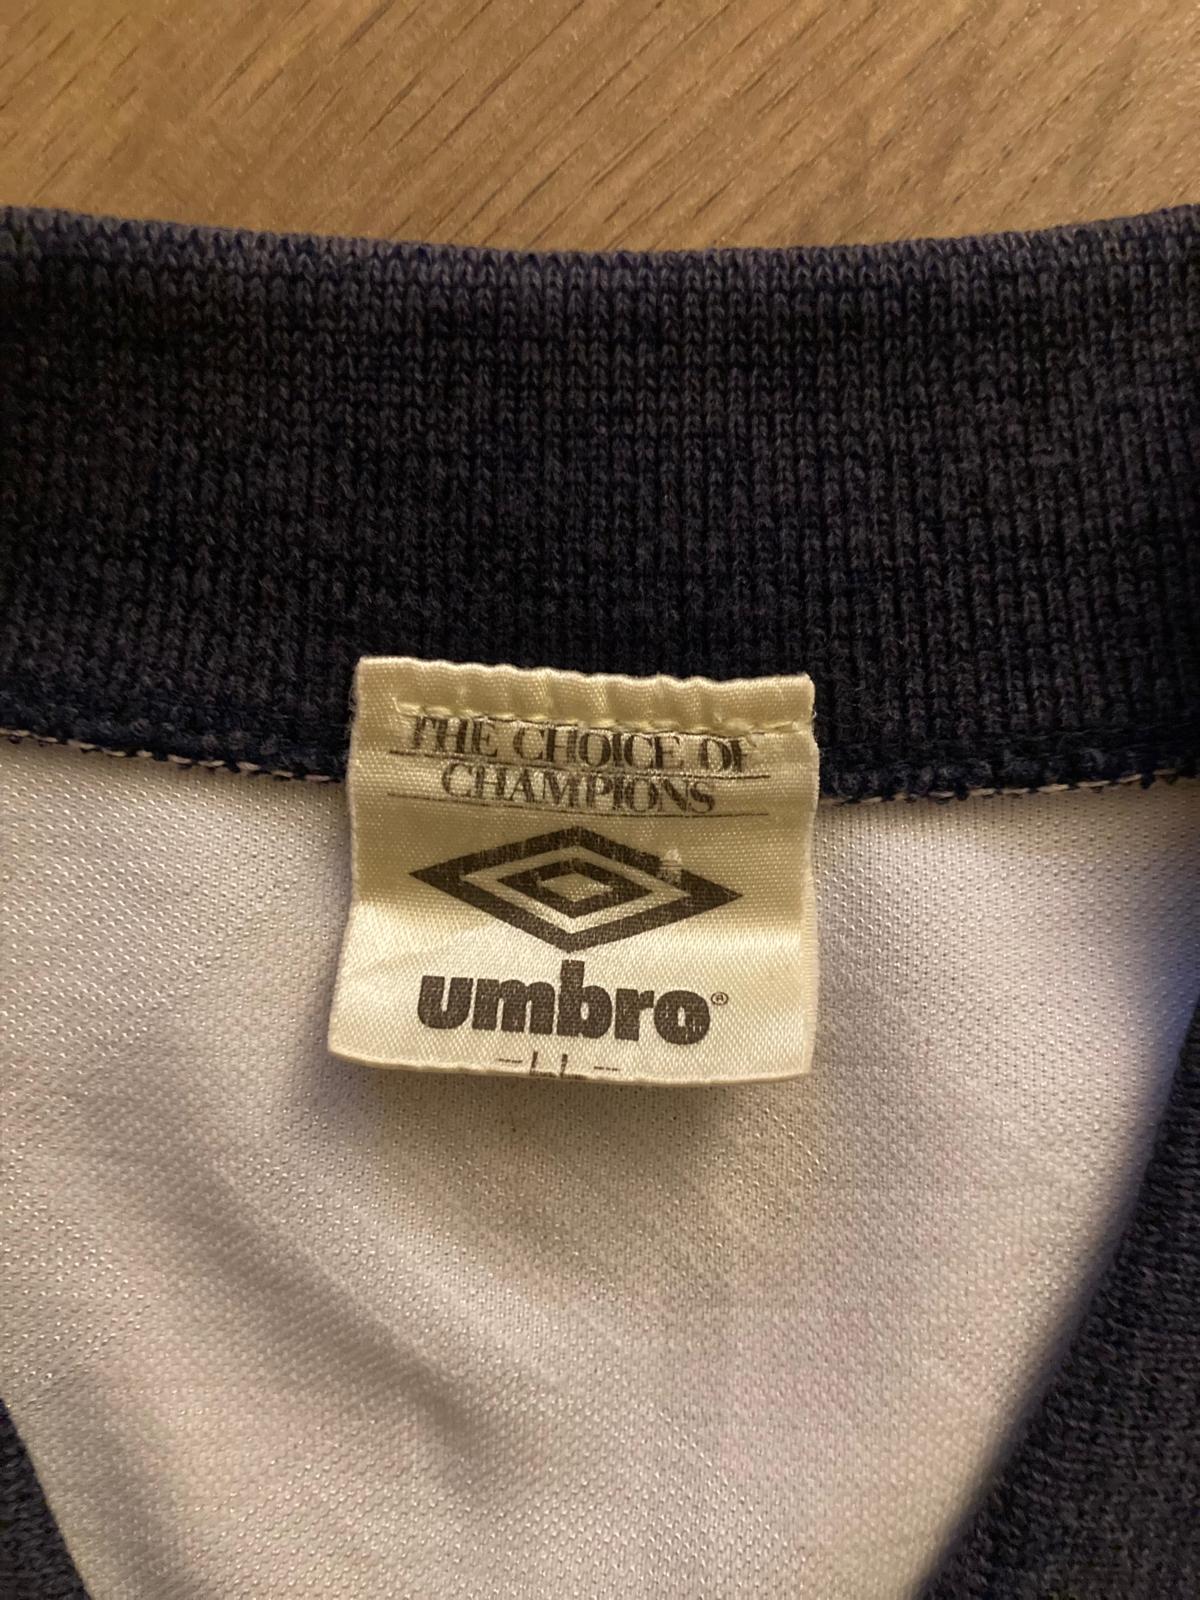 THE CHOICE OF
CHAMPIONS
umbro®